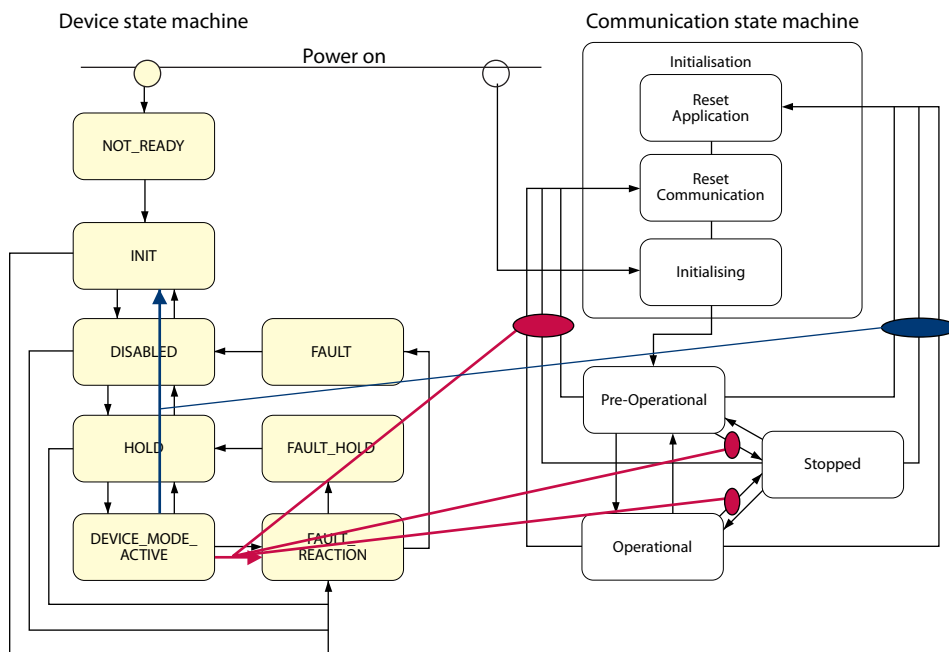 Device state machine
Communication state machine
Power on
Initialisation
Reset
Application
NOT_READY
Reset
Communication
INIT
Initialising
DISABLED
FAULT
Pre-Operational
HOLD
FAULT_HOLD
Stopped
DEVICE_MODE_
ACTIVE
FAULT_
REACTION
Operational